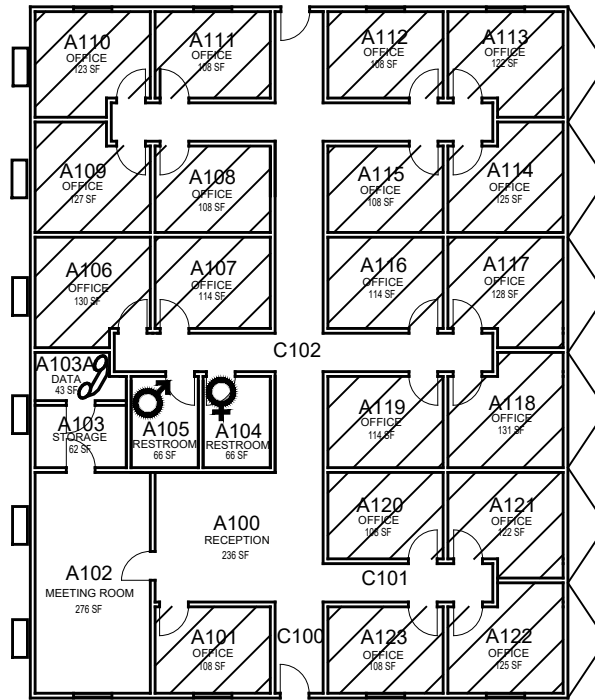 A110
OFFICE
123 SF
A111
OFFICE
108 SF
A112
OFFICE
108 SF
A113
OFFICE
122 SF
A109
OFFICE
127 SF
A108
OFFICE
108 SF
A115
OFFICE
108 SF
A114
OFFICE
125 SF
A106
OFFICE
130 SF
A107
OFFICE
114 SF
A116
OFFICE
114 SF
A117
OFFICE
128 SF
C102
A103A
DATA
43 SF
A103
STORAGE
62 SF
A105
RESTROOM
66 SF
A104
RESTROOM
66 SF
A119
OFFICE
114 SF
A118
OFFICE
131 SF
A100
RECEPTION
236 SF
A120
OFFICE
108 SF
A121
OFFICE
122 SF
A102
MEETING ROOM
276 SF
C101
A101
OFFICE
108 SF
C100
A123
OFFICE
108 SF
A122
OFFICE
125 SF